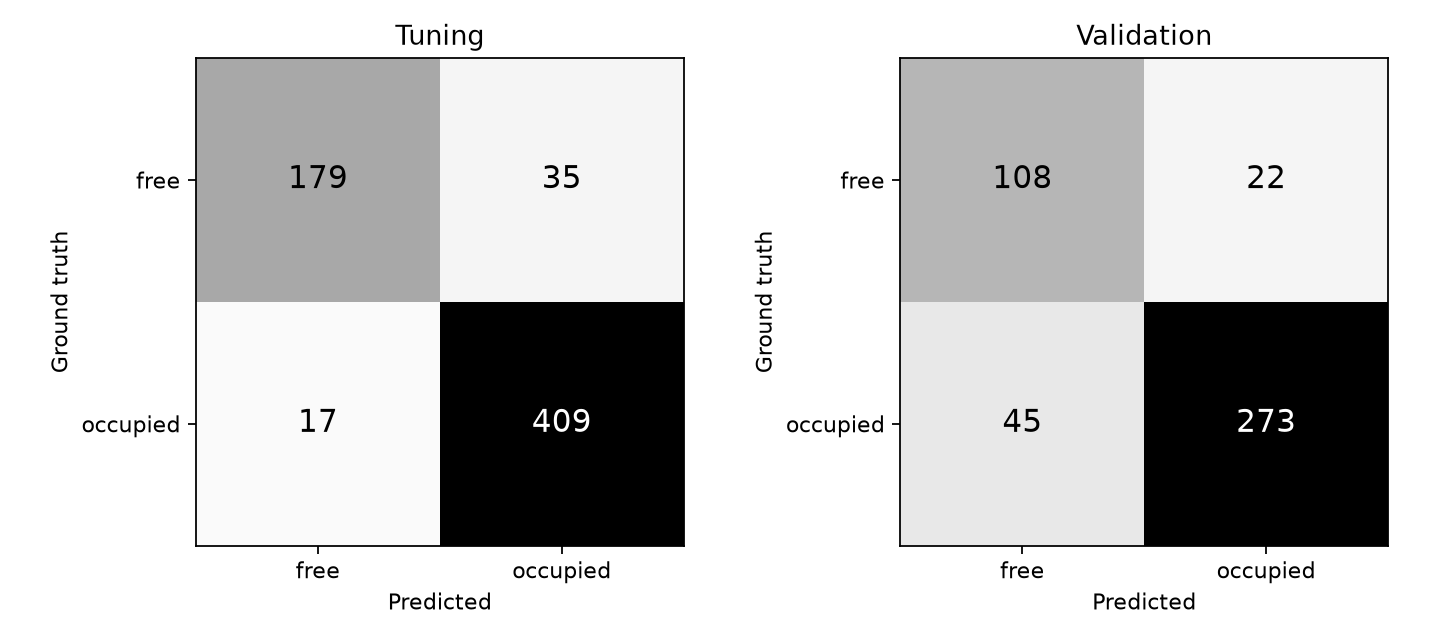 Tuning
Ground truth
free
179
35
occupied
17
409
free
occupied
Predicted
Validation
Ground truth
free
108
22
occupied
45
273
free
occupied
Predicted